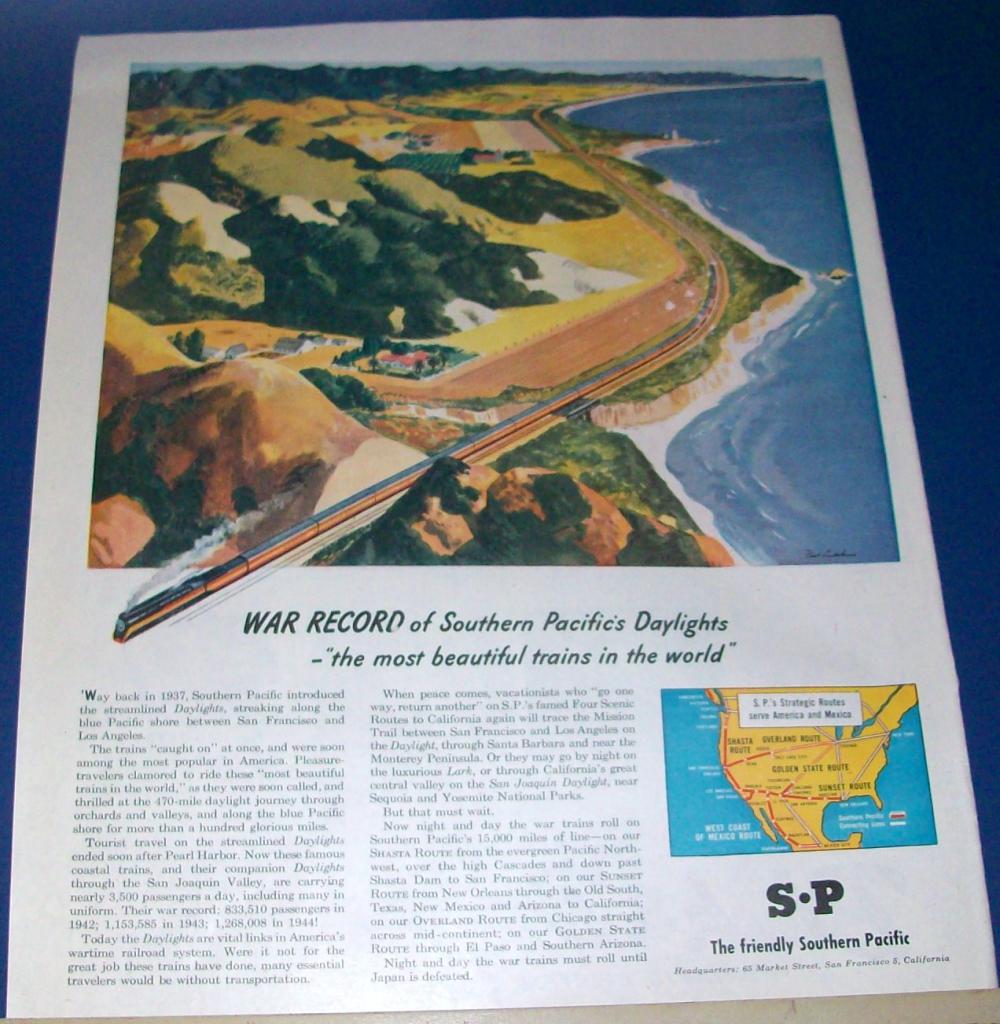 WAR RECORD of Southern Pacific's Daylights
–"the most beautiful trains in the world"
'Way back in 1937, Southern Pacific introduced
the streamlined Daylights, streaking along the
blue Pacific shore between San Francisco and
Los Angeles.
The trains "caught on" at once, and were soon
among the most popular in America. Pleasure-
travelers clamored to ride these "most beautiful
trains in the world," as they were soon called, and
thrilled at the 470-mile daylight journey through
orchards and valleys, and along the blue Pacific
shore for more than a hundred glorious miles.
Tourist travel on the streamlined Daylights
ended soon after Pearl Harbor. Now these famous
coastal trains, and their companion Daylights
through the San Joaquin Valley, are carrying
nearly 3,500 passengers a day, including many in
uniform. Their war record: 833,510 passengers in
1942; 1,153,585 in 1943; 1,268,008 in 1944!
Today the Daylights are vital links in America's
wartime railroad system. Were it not for the
great job these trains have done, many essential
travelers would be without transportation.
When peace comes, vacationists who "go one
way, return another" on S.P.'s famed Four Scenic
Routes to California again will trace the Mission
Trail between San Francisco and Los Angeles on
the Daylight, through Santa Barbara and near the
Monterey Peninsula. Or they may go by night on
the luxurious Lark, or through California's great
central valley on the San Joaquin Daylight, near
Sequoia and Yosemite National Parks.
But that must wait.
Now night and day the war trains roll on
Southern Pacific's 15,000 miles of line—on our
SHASTA ROUTE from the evergreen Pacific North-
west, over the high Cascades and down past
Shasta Dam to San Francisco; on our SUNSET
ROUTE from New Orleans through the Old South,
Texas, New Mexico and Arizona to California;
on our OVERLAND ROUTE from Chicago straight
across mid-continent; on our GOLDEN STATE
ROUTE through El Paso and Southern Arizona.
Night and day the war trains must roll until
Japan is defeated.
S.P.'s Strategic Routes
serve America and Mexico
SHASTA
ROUTE
OVERLAND ROUTE
NEW YORK
CHICAGO
GOLDEN STATE ROUTE
SUNSET ROUTE
NEW ORLEANS
WEST COAST
OF MEXICO ROUTE
Southern Pacific
Connecting Lines
MEXICO CITY
S·P
The friendly Southern Pacific
Headquarters: 65 Market Street, San Francisco 5, California